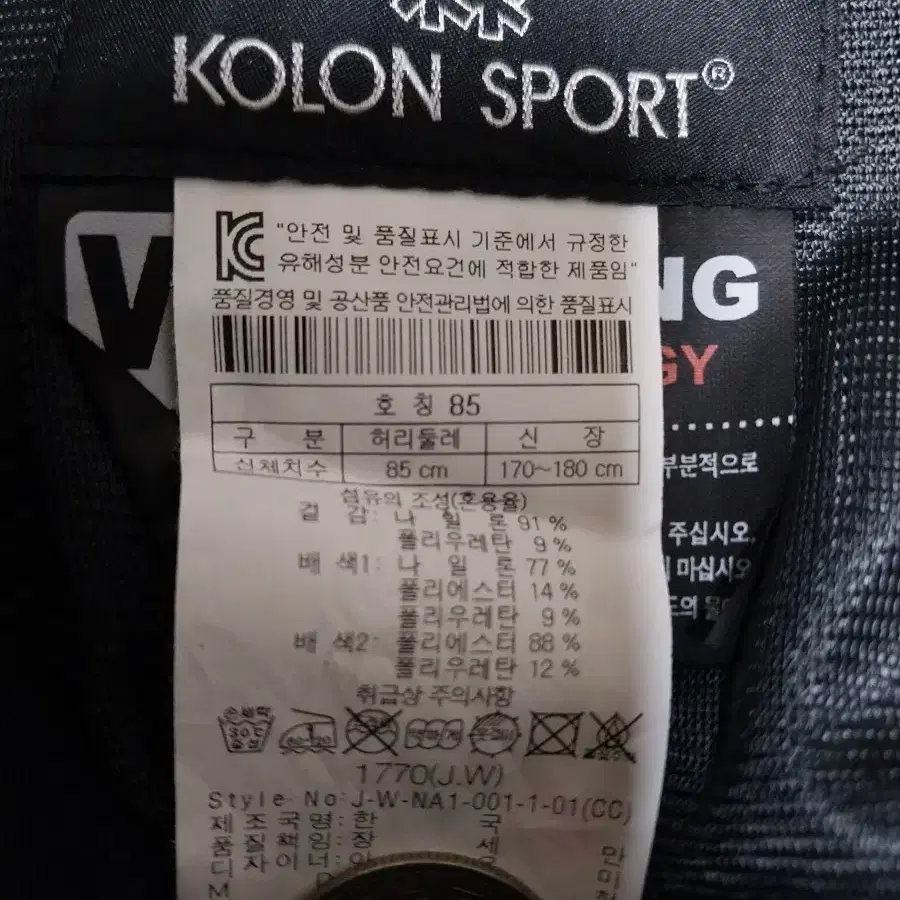 KOLON SPORT®
"안전 및 품질표시 기준에서 규정한
유해성분 안전요건에 적합한 제품임"
품질경영 및 공산품 안전관리법에 의한 품질표시
호 칭 85
구 분 허리둘레 신 장
신체치수 85 cm 170~180 cm
섬유의 조성(혼용율)
겉 감: 나 일 론 91 %
폴리우레탄 9 %
배 색1: 나 일 론 77 %
폴리에스터 14 %
폴리우레탄 9 %
배 색2: 폴리에스터 88 %
폴리우레탄 12 %
취급상 주의사항
1770(J.W)
Style No: J-W-NA1-001-1-01(CC)
제 조 국 명: 한 국
품 질 책 임: 장 세
디 자 이 너:
NG
GY
부분적으로
주십시오.
마십시오